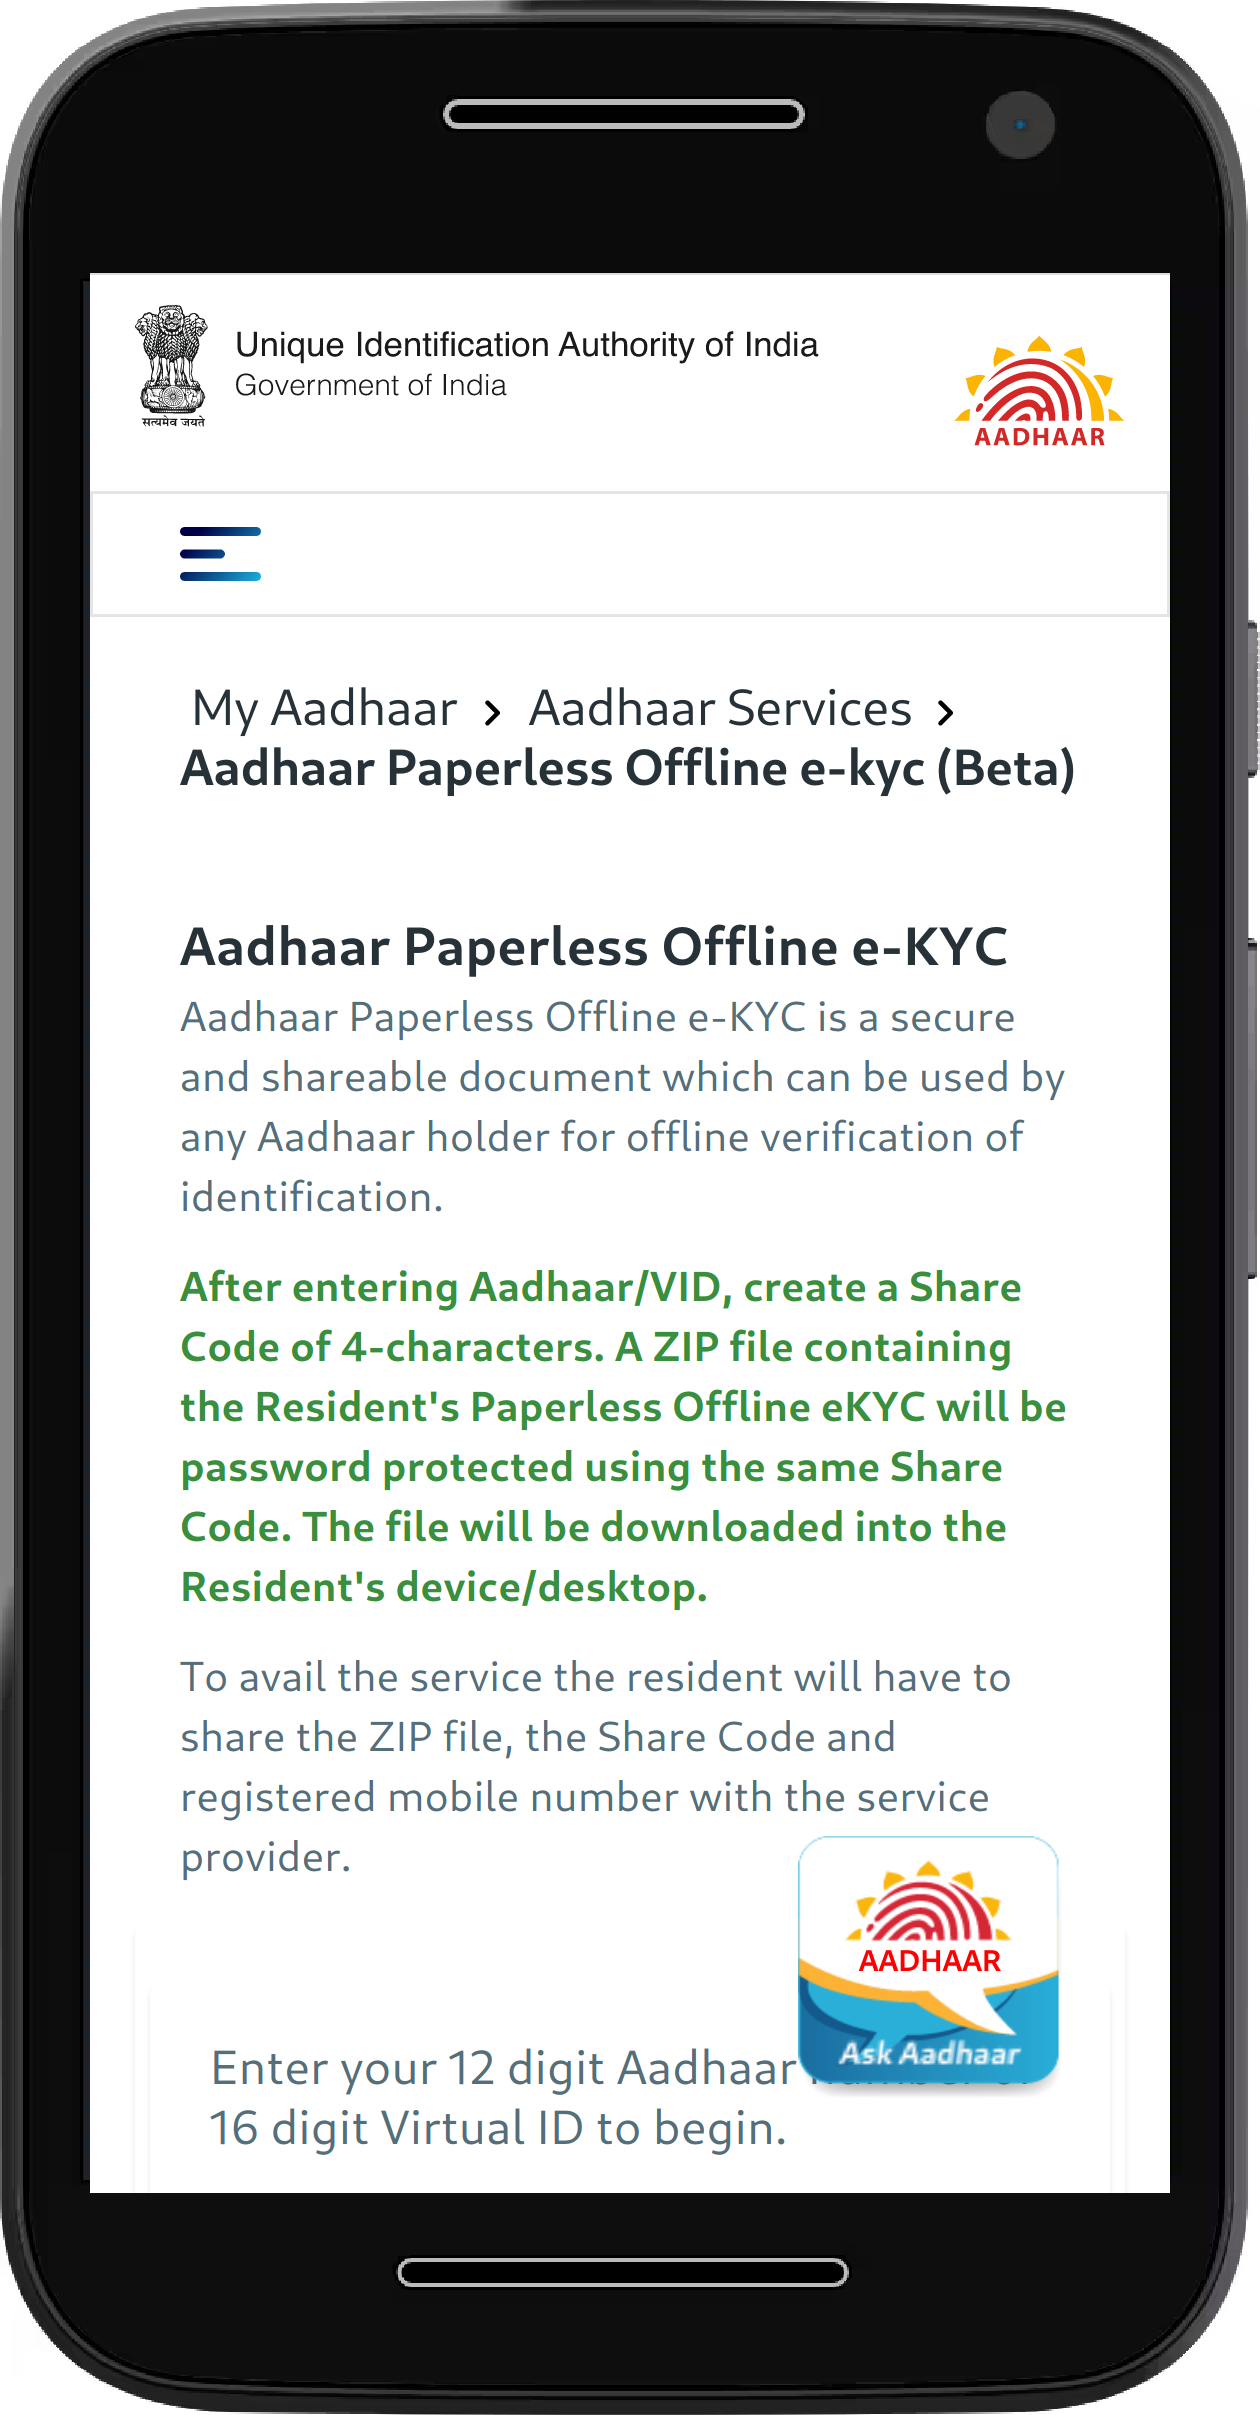 Unique Identification Authority of India
Government of India
सत्यमेव जयते
AADHAAR
My Aadhaar > Aadhaar Services >
Aadhaar Paperless Offline e-kyc (Beta)
Aadhaar Paperless Offline e-KYC
Aadhaar Paperless Offline e-KYC is a secure
and shareable document which can be used by
any Aadhaar holder for offline verification of
identification.
After entering Aadhaar/VID, create a Share
Code of 4-characters. A ZIP file containing
the Resident's Paperless Offline eKYC will be
password protected using the same Share
Code. The file will be downloaded into the
Resident's device/desktop.
To avail the service the resident will have to
share the ZIP file, the Share Code and
registered mobile number with the service
provider.
AADHAAR
Ask Aadhaar
Enter your 12 digit Aadhaar
16 digit Virtual ID to begin.